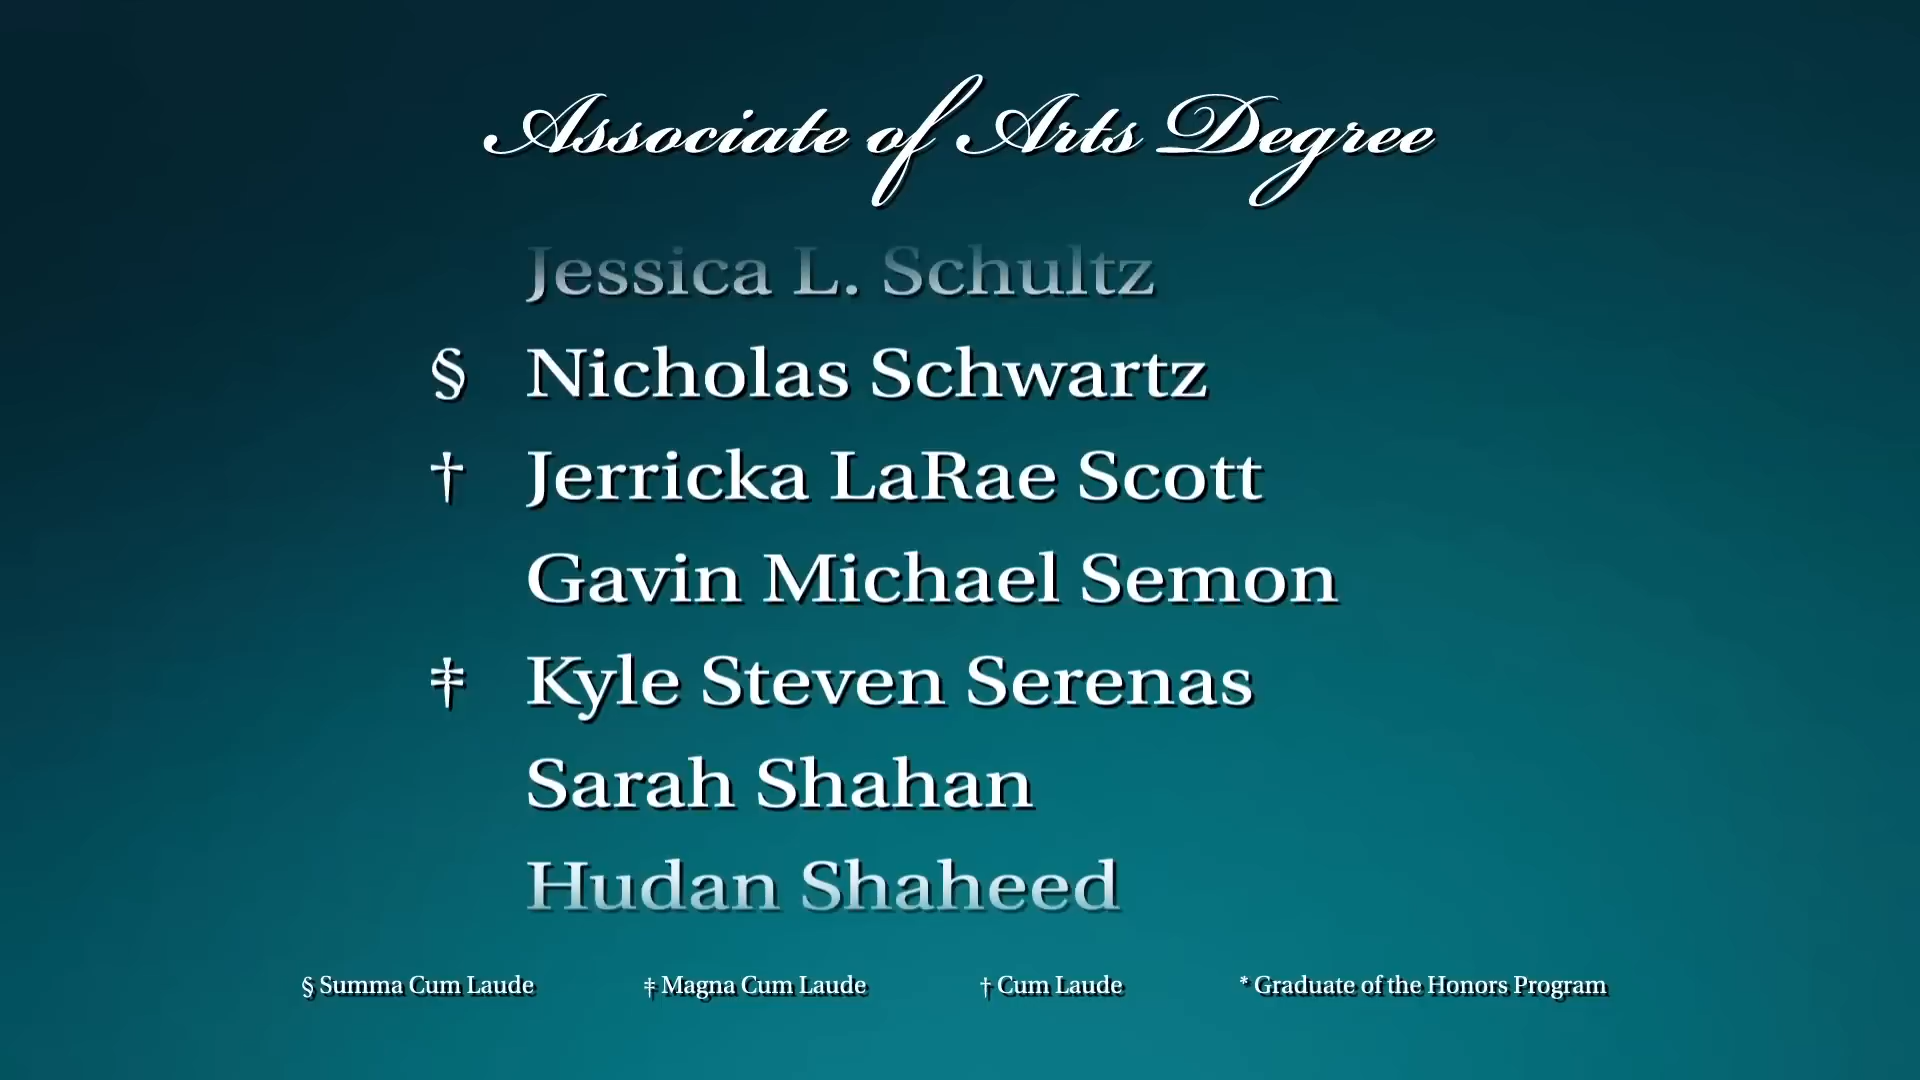 Associate of Arts Degree
Jessica L. Schultz
§ Nicholas Schwartz
† Jerricka LaRae Scott
Gavin Michael Semon
‡ Kyle Steven Serenas
Sarah Shahan
Hudan Shaheed
§ Summa Cum Laude ‡ Magna Cum Laude † Cum Laude * Graduate of the Honors Program